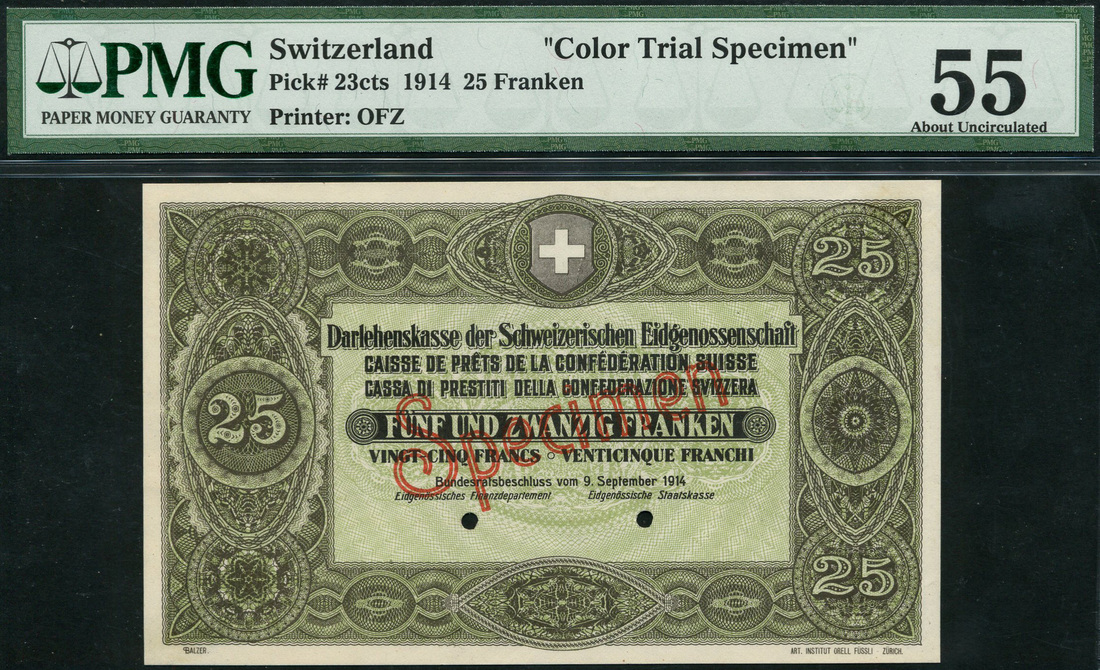 PMG
PAPER MONEY GUARANTY
Switzerland "Color Trial Specimen"
Pick# 23cts 1914 25 Franken
Printer: OFZ
55
About Uncirculated
25
Darlehenskasse der Schweizerischen Eidgenossenschaft
CAISSE DE PRÊTS DE LA CONFÉDÉRATION SUISSE
CASSA DI PRESTITI DELLA CONFEDERAZIONE SVIZZERA
25
FÜNF UND ZWANZIG FRANKEN
VINGT-CINQ FRANCS ∘ VENTICINQUE FRANCHI
Specimen
Bundesratsbeschluss vom 9. September 1914
Eidgenössisches Finanzdepartement Eidgenössische Staatskasse
25
BALZER.
ART. INSTITUT ORELL FÜSSLI - ZÜRICH.